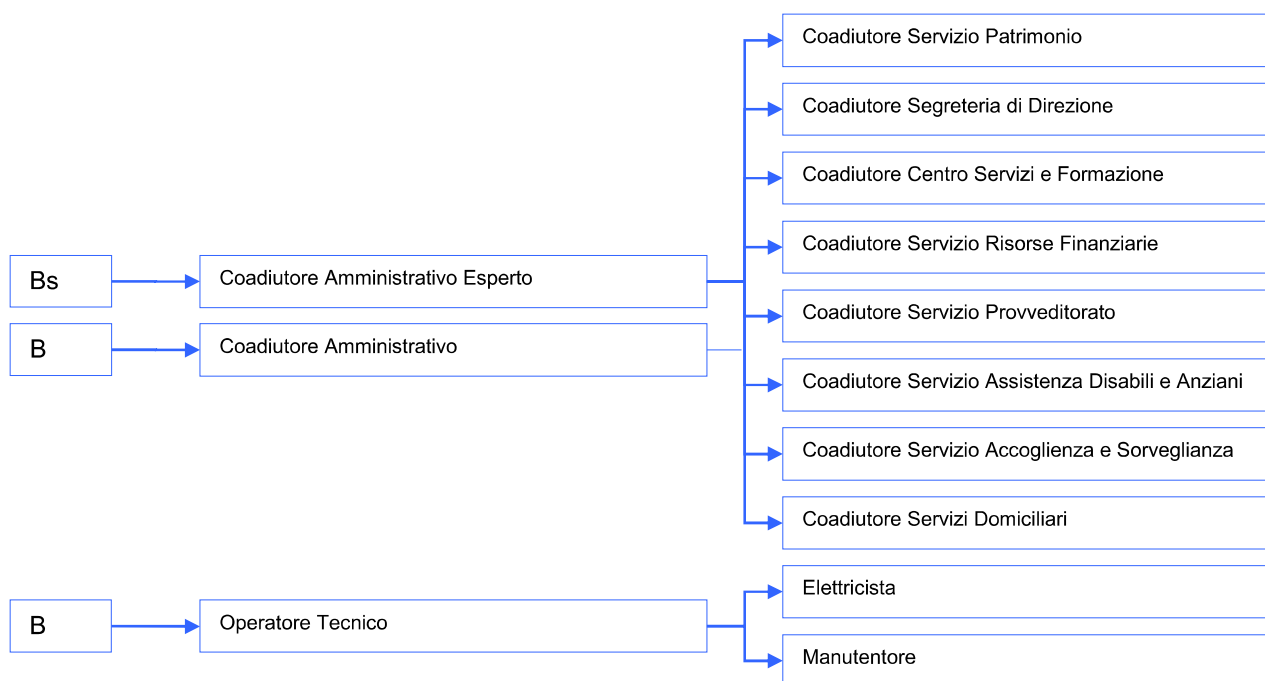 Coadiutore Servizio Patrimonio
Coadiutore Segreteria di Direzione
Coadiutore Centro Servizi e Formazione
Coadiutore Servizio Risorse Finanziarie
Bs
Coadiutore Amministrativo Esperto
Coadiutore Servizio Provveditorato
B
Coadiutore Amministrativo
Coadiutore Servizio Assistenza Disabili e Anziani
Coadiutore Servizio Accoglienza e Sorveglianza
Coadiutore Servizi Domiciliari
Elettricista
B
Operatore Tecnico
Manutentore